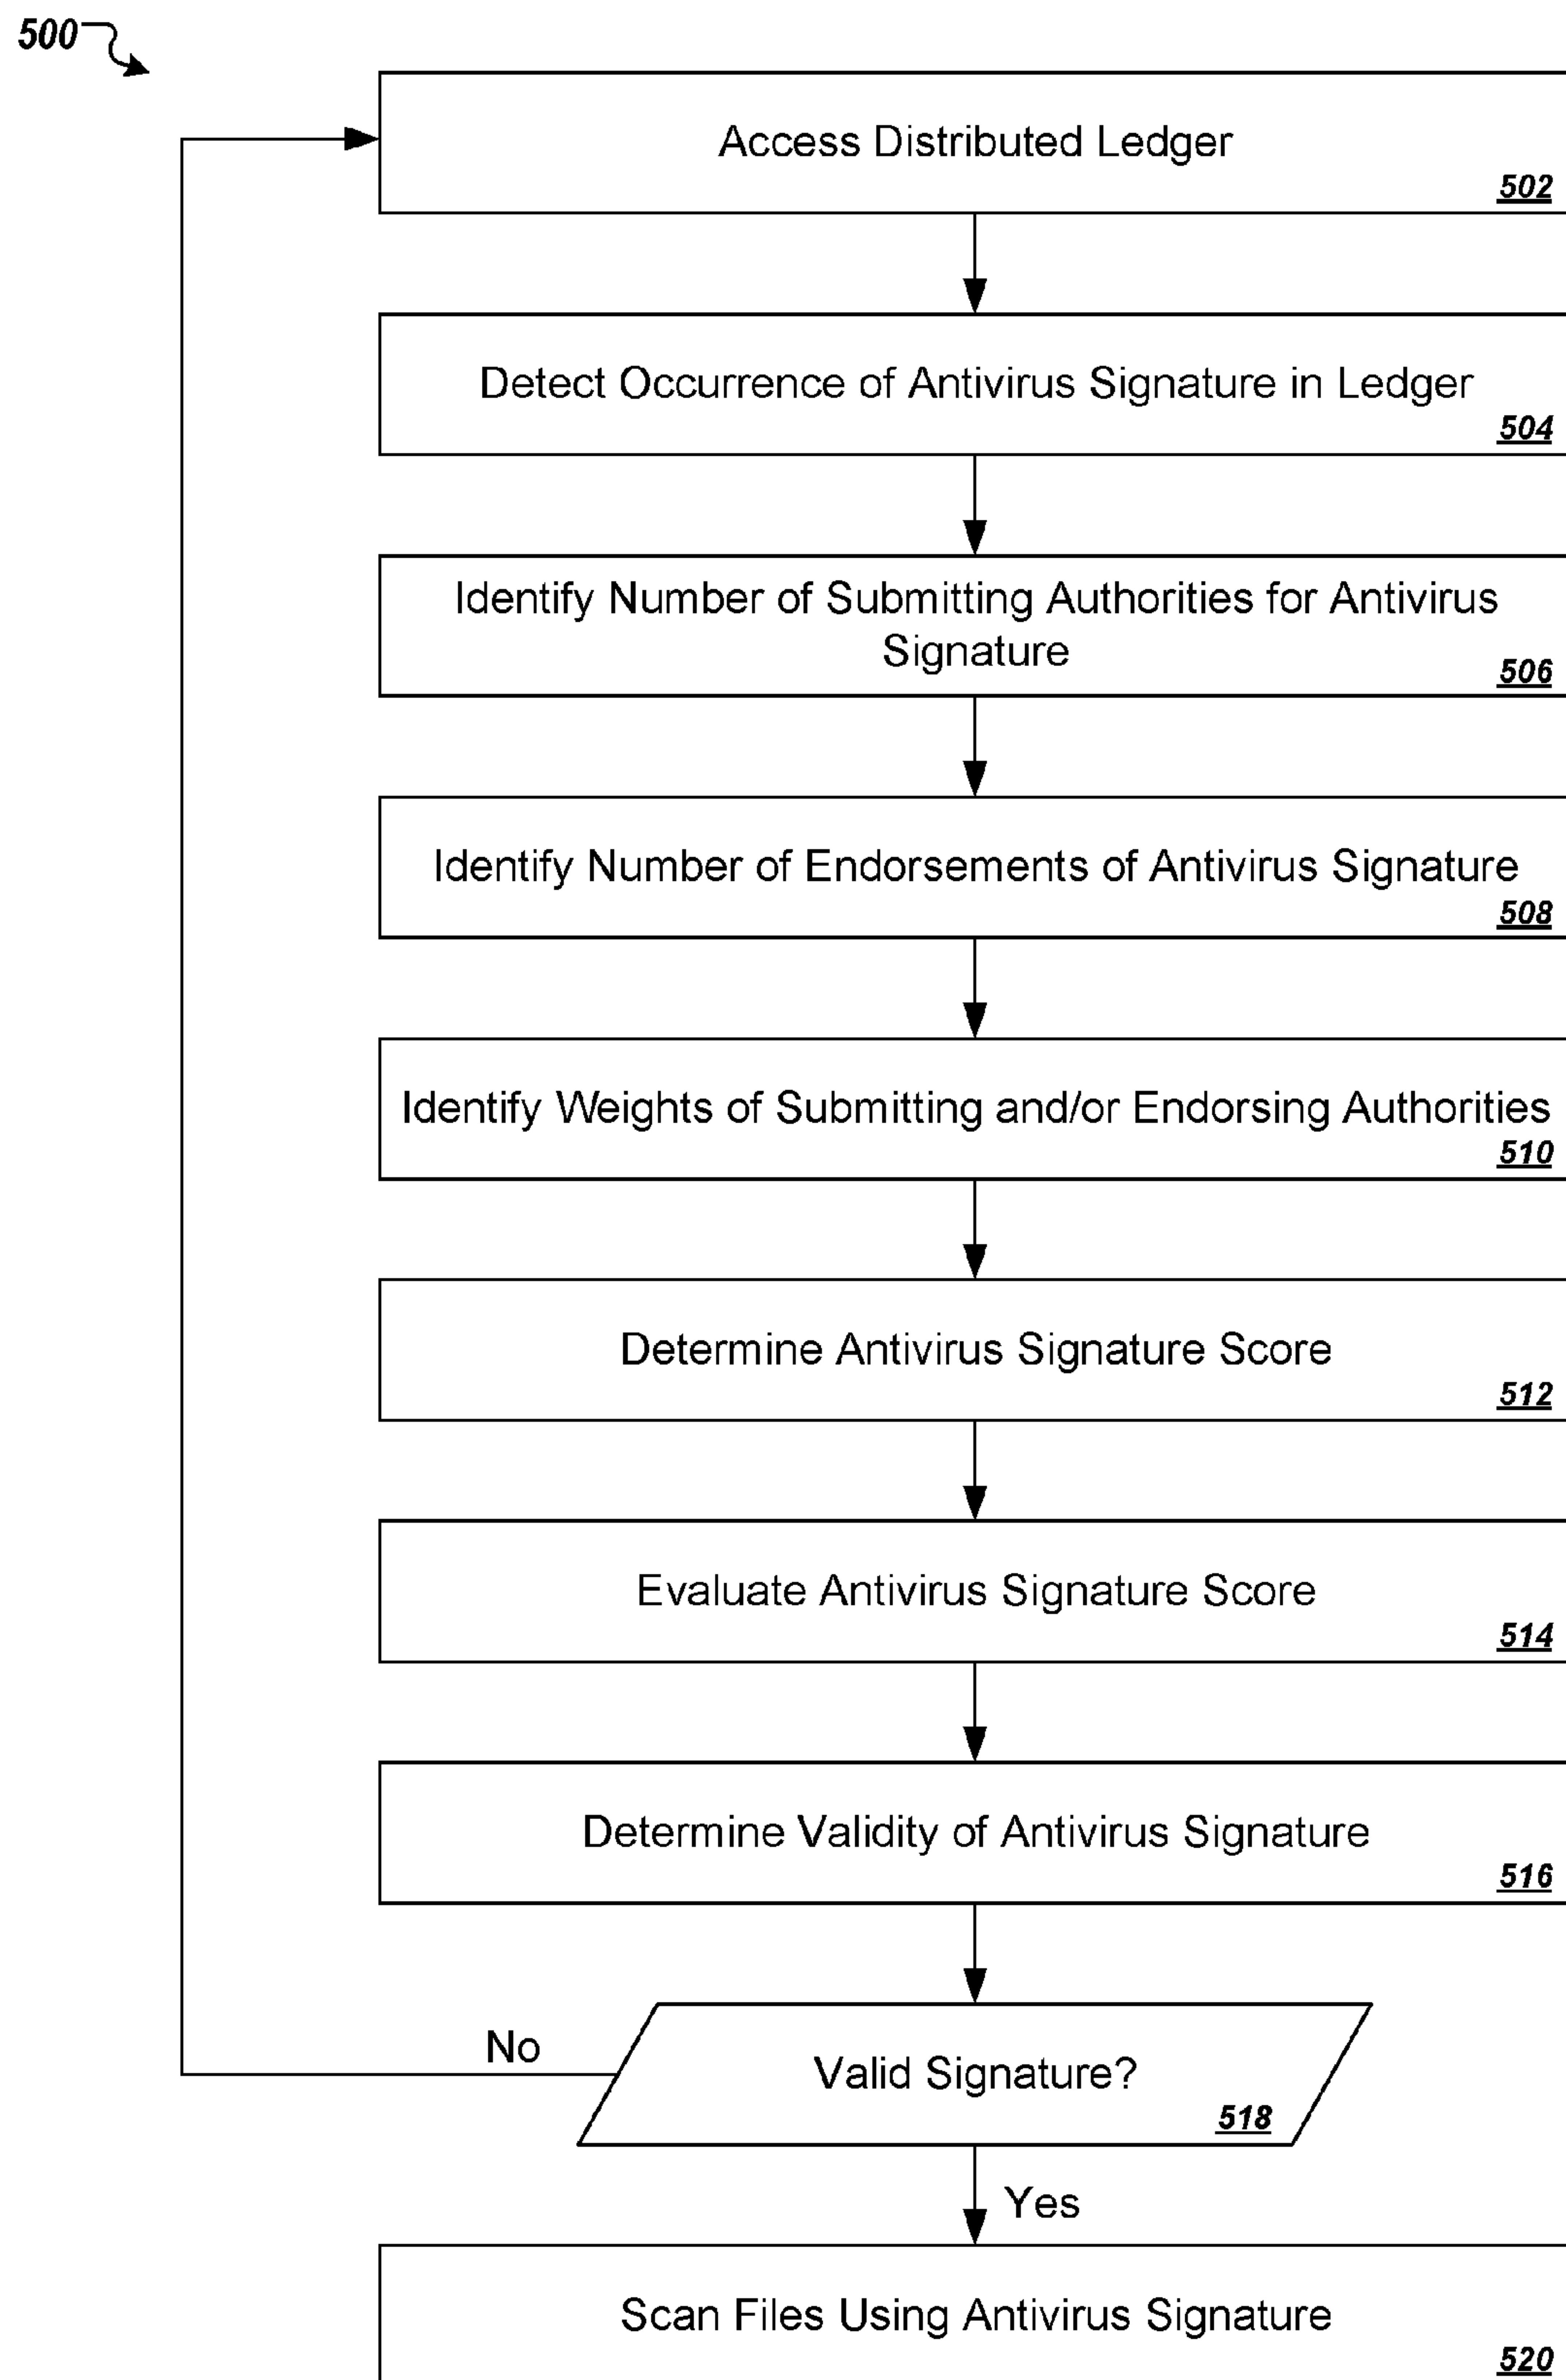 500
Access Distributed Ledger
502
Detect Occurrence of Antivirus Signature in Ledger
504
Identify Number of Submitting Authorities for Antivirus
Signature
506
Identify Number of Endorsements of Antivirus Signature
508
Identify Weights of Submitting and/or Endorsing Authorities
510
Determine Antivirus Signature Score
512
Evaluate Antivirus Signature Score
514
Determine Validity of Antivirus Signature
516
No
Valid Signature?
518
Yes
Scan Files Using Antivirus Signature
520